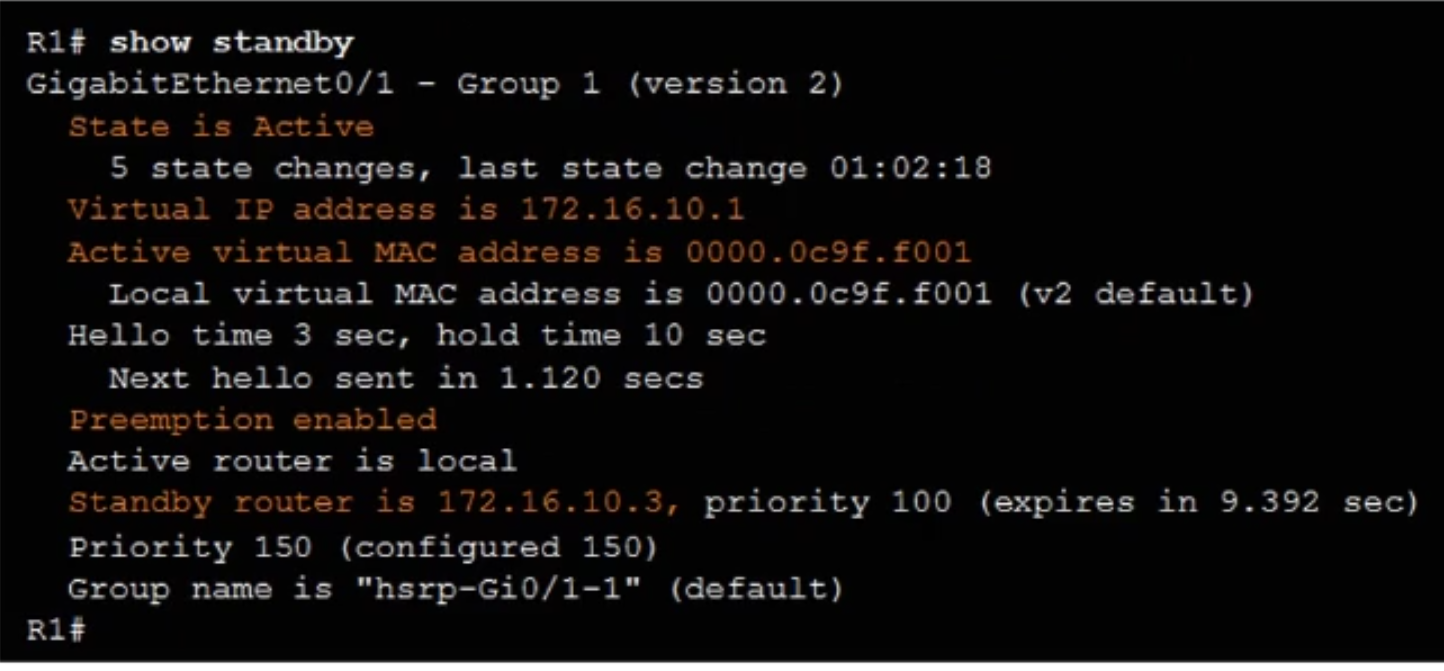 R1# show standby
GigabitEthernet0/1 - Group 1 (version 2)
State is Active
5 state changes, last state change 01:02:18
Virtual IP address is 172.16.10.1
Active virtual MAC address is 0000.0c9f.f001
Local virtual MAC address is 0000.0c9f.f001 (v2 default)
Hello time 3 sec, hold time 10 sec
Next hello sent in 1.120 secs
Preemption enabled
Active router is local
Standby router is 172.16.10.3, priority 100 (expires in 9.392 sec)
Priority 150 (configured 150)
Group name is "hsrp-Gi0/1-1" (default)
R1#